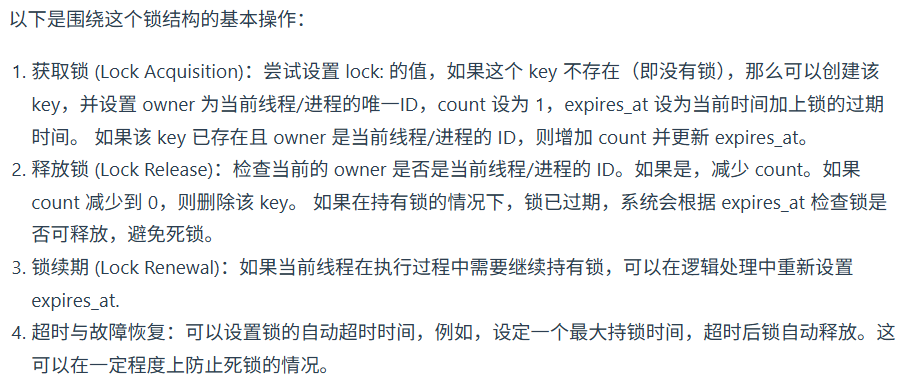 以下是围绕这个锁结构的基本操作：
1. 获取锁 (Lock Acquisition)：尝试设置 lock: 的值，如果这个 key 不存在（即没有锁），那么可以创建该
key，并设置 owner 为当前线程/进程的唯一ID，count 设为 1，expires_at 设为当前时间加上锁的过期
时间。 如果该 key 已存在且 owner 是当前线程/进程的 ID，则增加 count 并更新 expires_at。
2. 释放锁 (Lock Release)：检查当前的 owner 是否是当前线程/进程的 ID。如果是，减少 count。如果
count 减少到 0，则删除该 key。 如果在持有锁的情况下，锁已过期，系统会根据 expires_at 检查锁是
否可释放，避免死锁。
3. 锁续期 (Lock Renewal)：如果当前线程在执行过程中需要继续持有锁，可以在逻辑处理中重新设置
expires_at.
4. 超时与故障恢复：可以设置锁的自动超时时间，例如，设定一个最大持锁时间，超时后锁自动释放。这
可以在一定程度上防止死锁的情况。